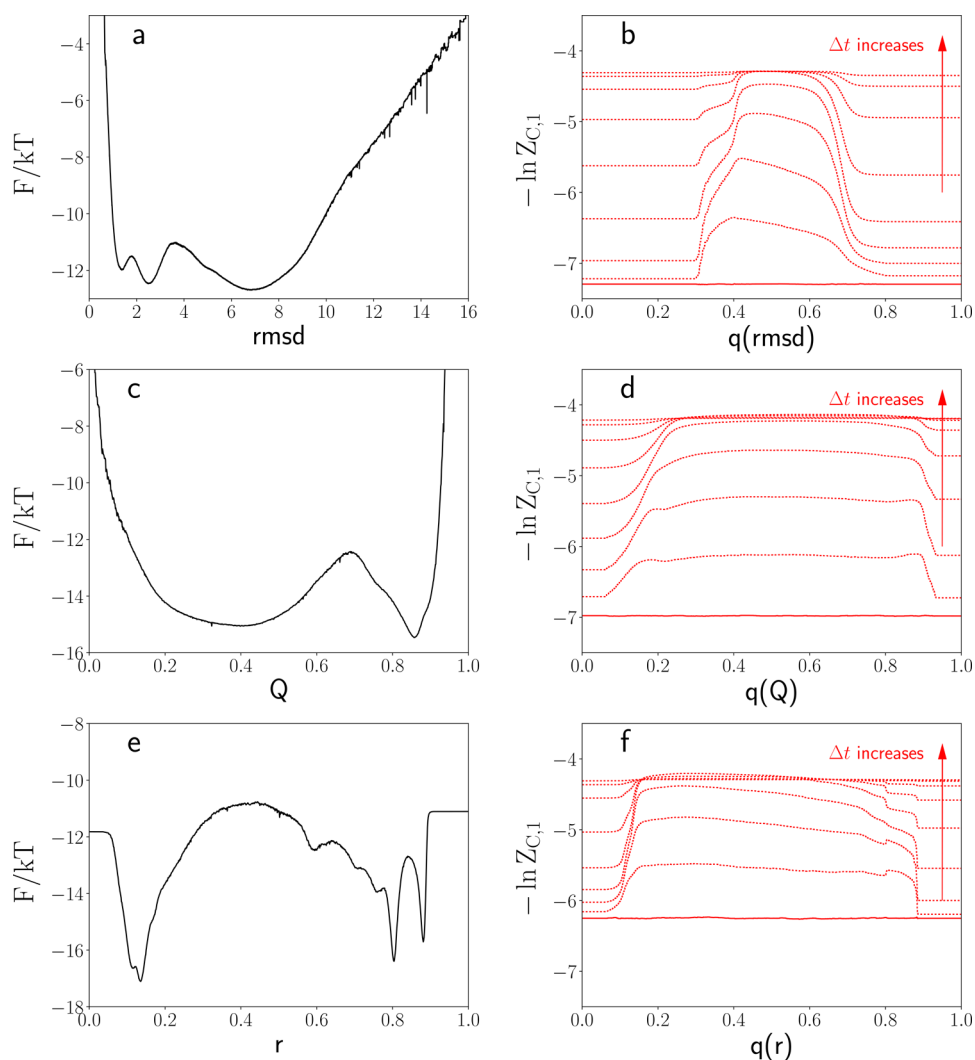 a
F/kT
−4
−6
−8
−10
−12
0 2 4 6 8 10 12 14 16
rmsd
b
Δt increases
− ln Z_{C,1}
−4
−5
−6
−7
0.0 0.2 0.4 0.6 0.8 1.0
q(rmsd)
c
F/kT
−6
−8
−10
−12
−14
−16
0.0 0.2 0.4 0.6 0.8 1.0
Q
d
Δt increases
− ln Z_{C,1}
−4
−5
−6
−7
0.0 0.2 0.4 0.6 0.8 1.0
q(Q)
e
F/kT
−8
−10
−12
−14
−16
−18
0.0 0.2 0.4 0.6 0.8 1.0
r
f
Δt increases
− ln Z_{C,1}
−4
−5
−6
−7
0.0 0.2 0.4 0.6 0.8 1.0
q(r)